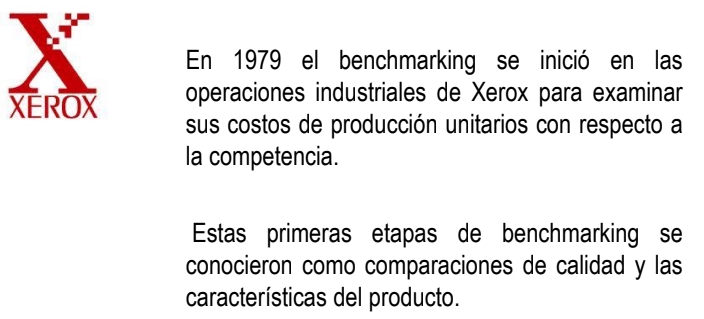 XEROX
En 1979 el benchmarking se inició en las
operaciones industriales de Xerox para examinar
sus costos de producción unitarios con respecto a
la competencia.
Estas primeras etapas de benchmarking se
conocieron como comparaciones de calidad y las
características del producto.